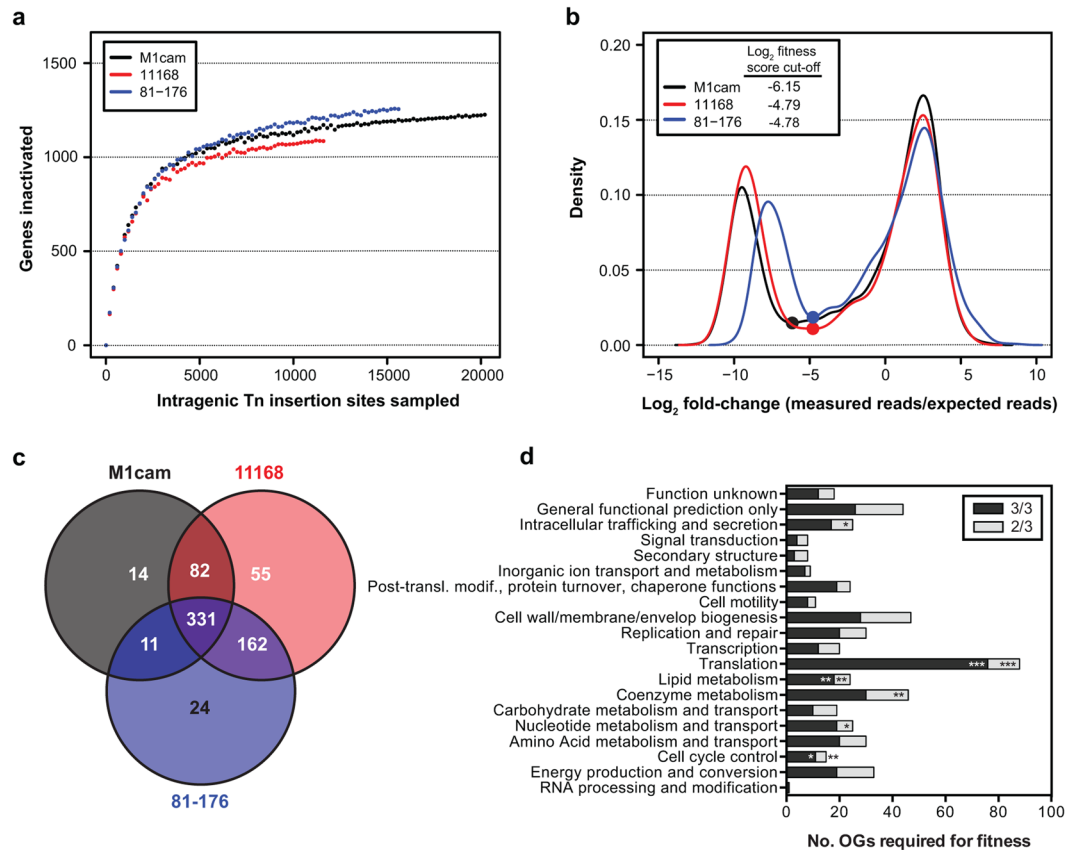 a
Genes inactivated
1500
1000
500
0
M1cam
11168
81−176
0
5000
10000
15000
20000
Intragenic Tn insertion sites sampled
b
Density
0.20
0.15
0.10
0.05
0.00
Log2 fitness
score cut-off
M1cam -6.15
11168 -4.79
81−176 -4.78
−15
−10
−5
0
5
10
Log2 fold-change (measured reads/expected reads)
c
M1cam
11168
14
82
55
331
11
162
24
81-176
d
3/3
2/3
Function unknown
General functional prediction only
Intracellular trafficking and secretion *
Signal transduction
Secondary structure
Inorganic ion transport and metabolism
Post-transl. modif., protein turnover, chaperone functions
Cell motility
Cell wall/membrane/envelop biogenesis
Replication and repair
Transcription
Translation *** ***
Lipid metabolism ** **
Coenzyme metabolism **
Carbohydrate metabolism and transport
Nucleotide metabolism and transport *
Amino Acid metabolism and transport
Cell cycle control * **
Energy production and conversion
RNA processing and modification
0
20
40
60
80
100
No. OGs required for fitness